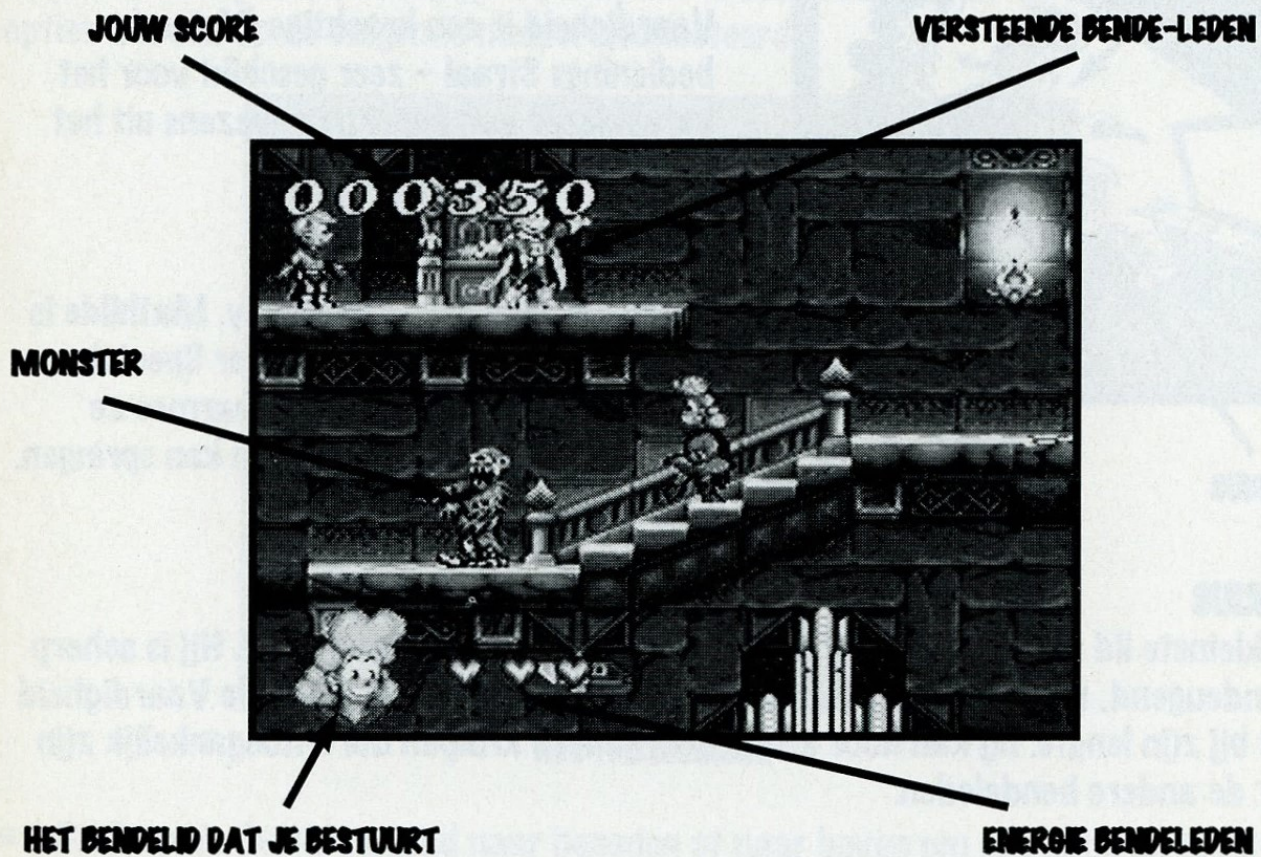 JOUW SCORE
VERSTEENDE BENDE-LEDEN
000350
MONSTER
HET BENDELID DAT JE BESTUURT
ENERGIE BENDELEDEN